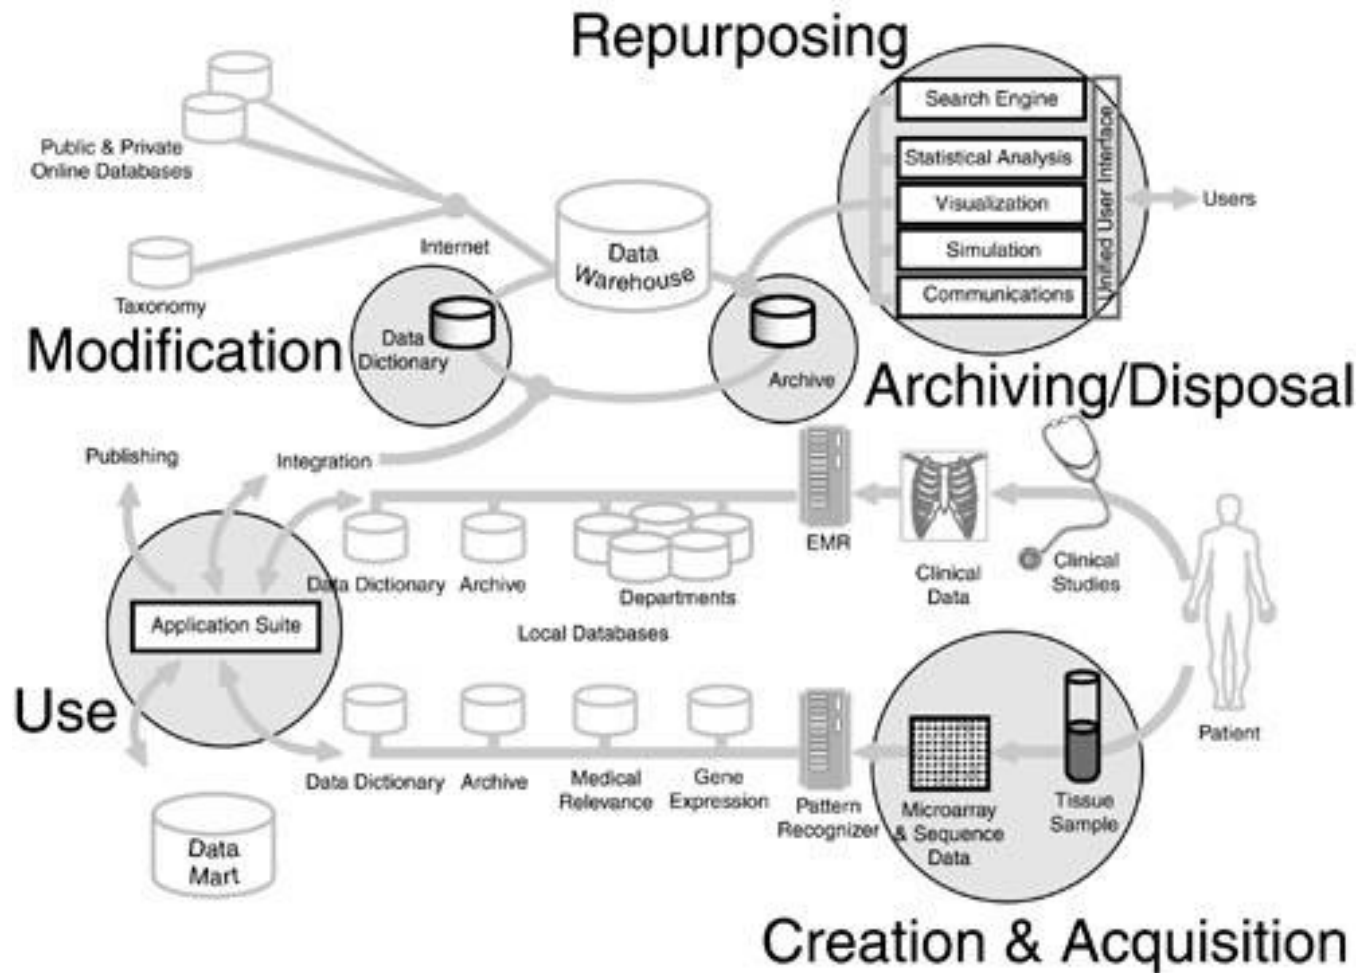 Repurposing
Search Engine
Statistical Analysis
Visualization
Simulation
Communications
Unified User Interface
Users
Public & Private
Online Databases
Internet
Taxonomy
Data
Warehouse
Modification
Data
Dictionary
Archive
Archiving/Disposal
Publishing
Integration
Data Dictionary
Archive
Departments
Local Databases
EMR
Clinical
Data
Clinical
Studies
Patient
Application Suite
Use
Data
Mart
Data Dictionary
Archive
Medical
Relevance
Gene
Expression
Pattern
Recognizer
Microarray
& Sequence
Data
Tissue
Sample
Creation & Acquisition